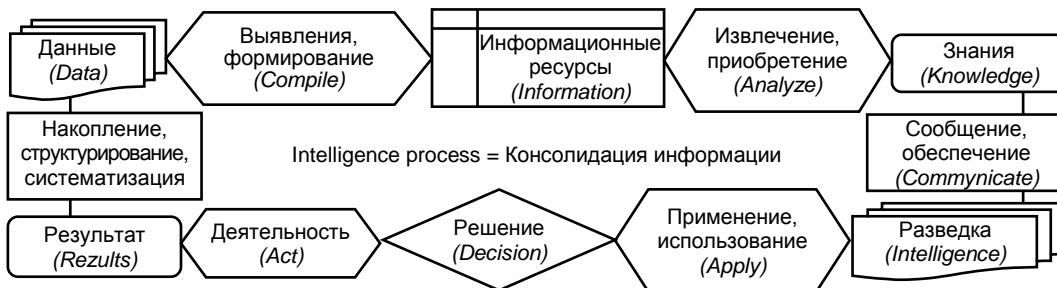 Данные
(Data)
Выявления,
формирование
(Compile)
Информационные
ресурсы
(Information)
Извлечение,
приобретение
(Analyze)
Знания
(Knowledge)
Накопление,
структурирование,
систематизация
Intelligence process = Консолидация информации
Сообщение,
обеспечение
(Commynicate)
Результат
(Rezults)
Деятельность
(Act)
Решение
(Decision)
Применение,
использование
(Apply)
Разведка
(Intelligence)